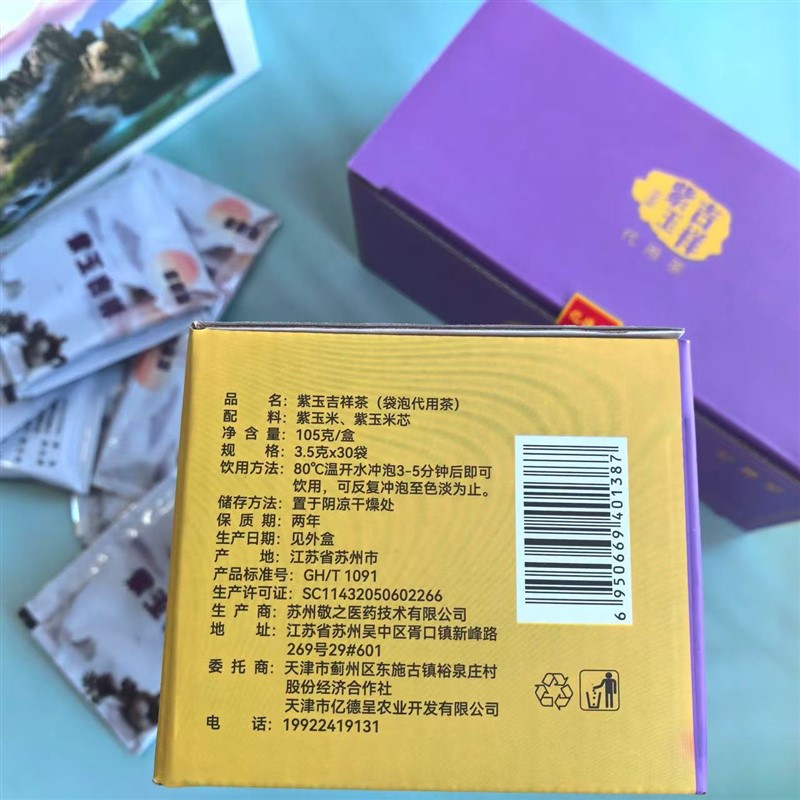 紫玉吉祥
代用茶
紫玉吉祥
品名：紫玉吉祥茶（袋泡代用茶）
配料：紫玉米、紫玉米芯
净含量：105克/盒
规格：3.5克x30袋
饮用方法：80℃温开水冲泡3-5分钟后即可
饮用，可反复冲泡至色淡为止。
储存方法：置于阴凉干燥处
保质期：两年
生产日期：见外盒
产地：江苏省苏州市
产品标准号：GH/T 1091
生产许可证：SC11432050602266
生产商：苏州敬之医药技术有限公司
地址：江苏省苏州吴中区胥口镇新峰路
269号29#601
委托商：天津市蓟州区东施古镇裕泉庄村
股份经济合作社
天津市亿德呈农业开发有限公司
电话：19922419131
6950669401387